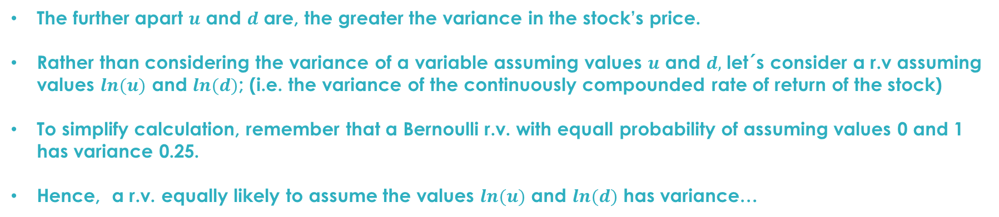 • The further apart u and d are, the greater the variance in the stock’s price.
• Rather than considering the variance of a variable assuming values u and d, let´s consider a r.v assuming
values ln(u) and ln(d); (i.e. the variance of the continuously compounded rate of return of the stock)
• To simplify calculation, remember that a Bernoulli r.v. with equall probability of assuming values 0 and 1
has variance 0.25.
• Hence, a r.v. equally likely to assume the values ln(u) and ln(d) has variance…